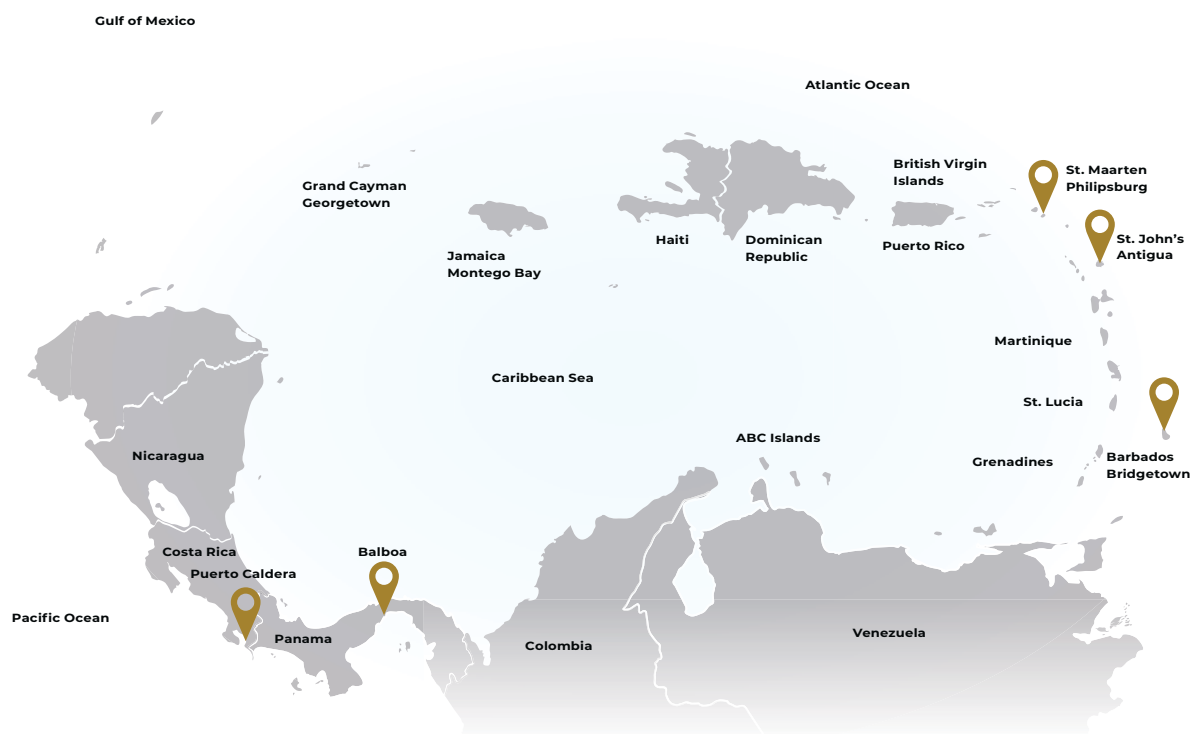 Gulf of Mexico
Atlantic Ocean
British Virgin
Islands
St. Maarten
Philipsburg
Grand Cayman
Georgetown
St. John’s
Antigua
Haiti
Dominican
Republic
Puerto Rico
Jamaica
Montego Bay
Martinique
Caribbean Sea
St. Lucia
ABC Islands
Nicaragua
Grenadines
Barbados
Bridgetown
Costa Rica
Balboa
Puerto Caldera
Pacific Ocean
Panama
Colombia
Venezuela